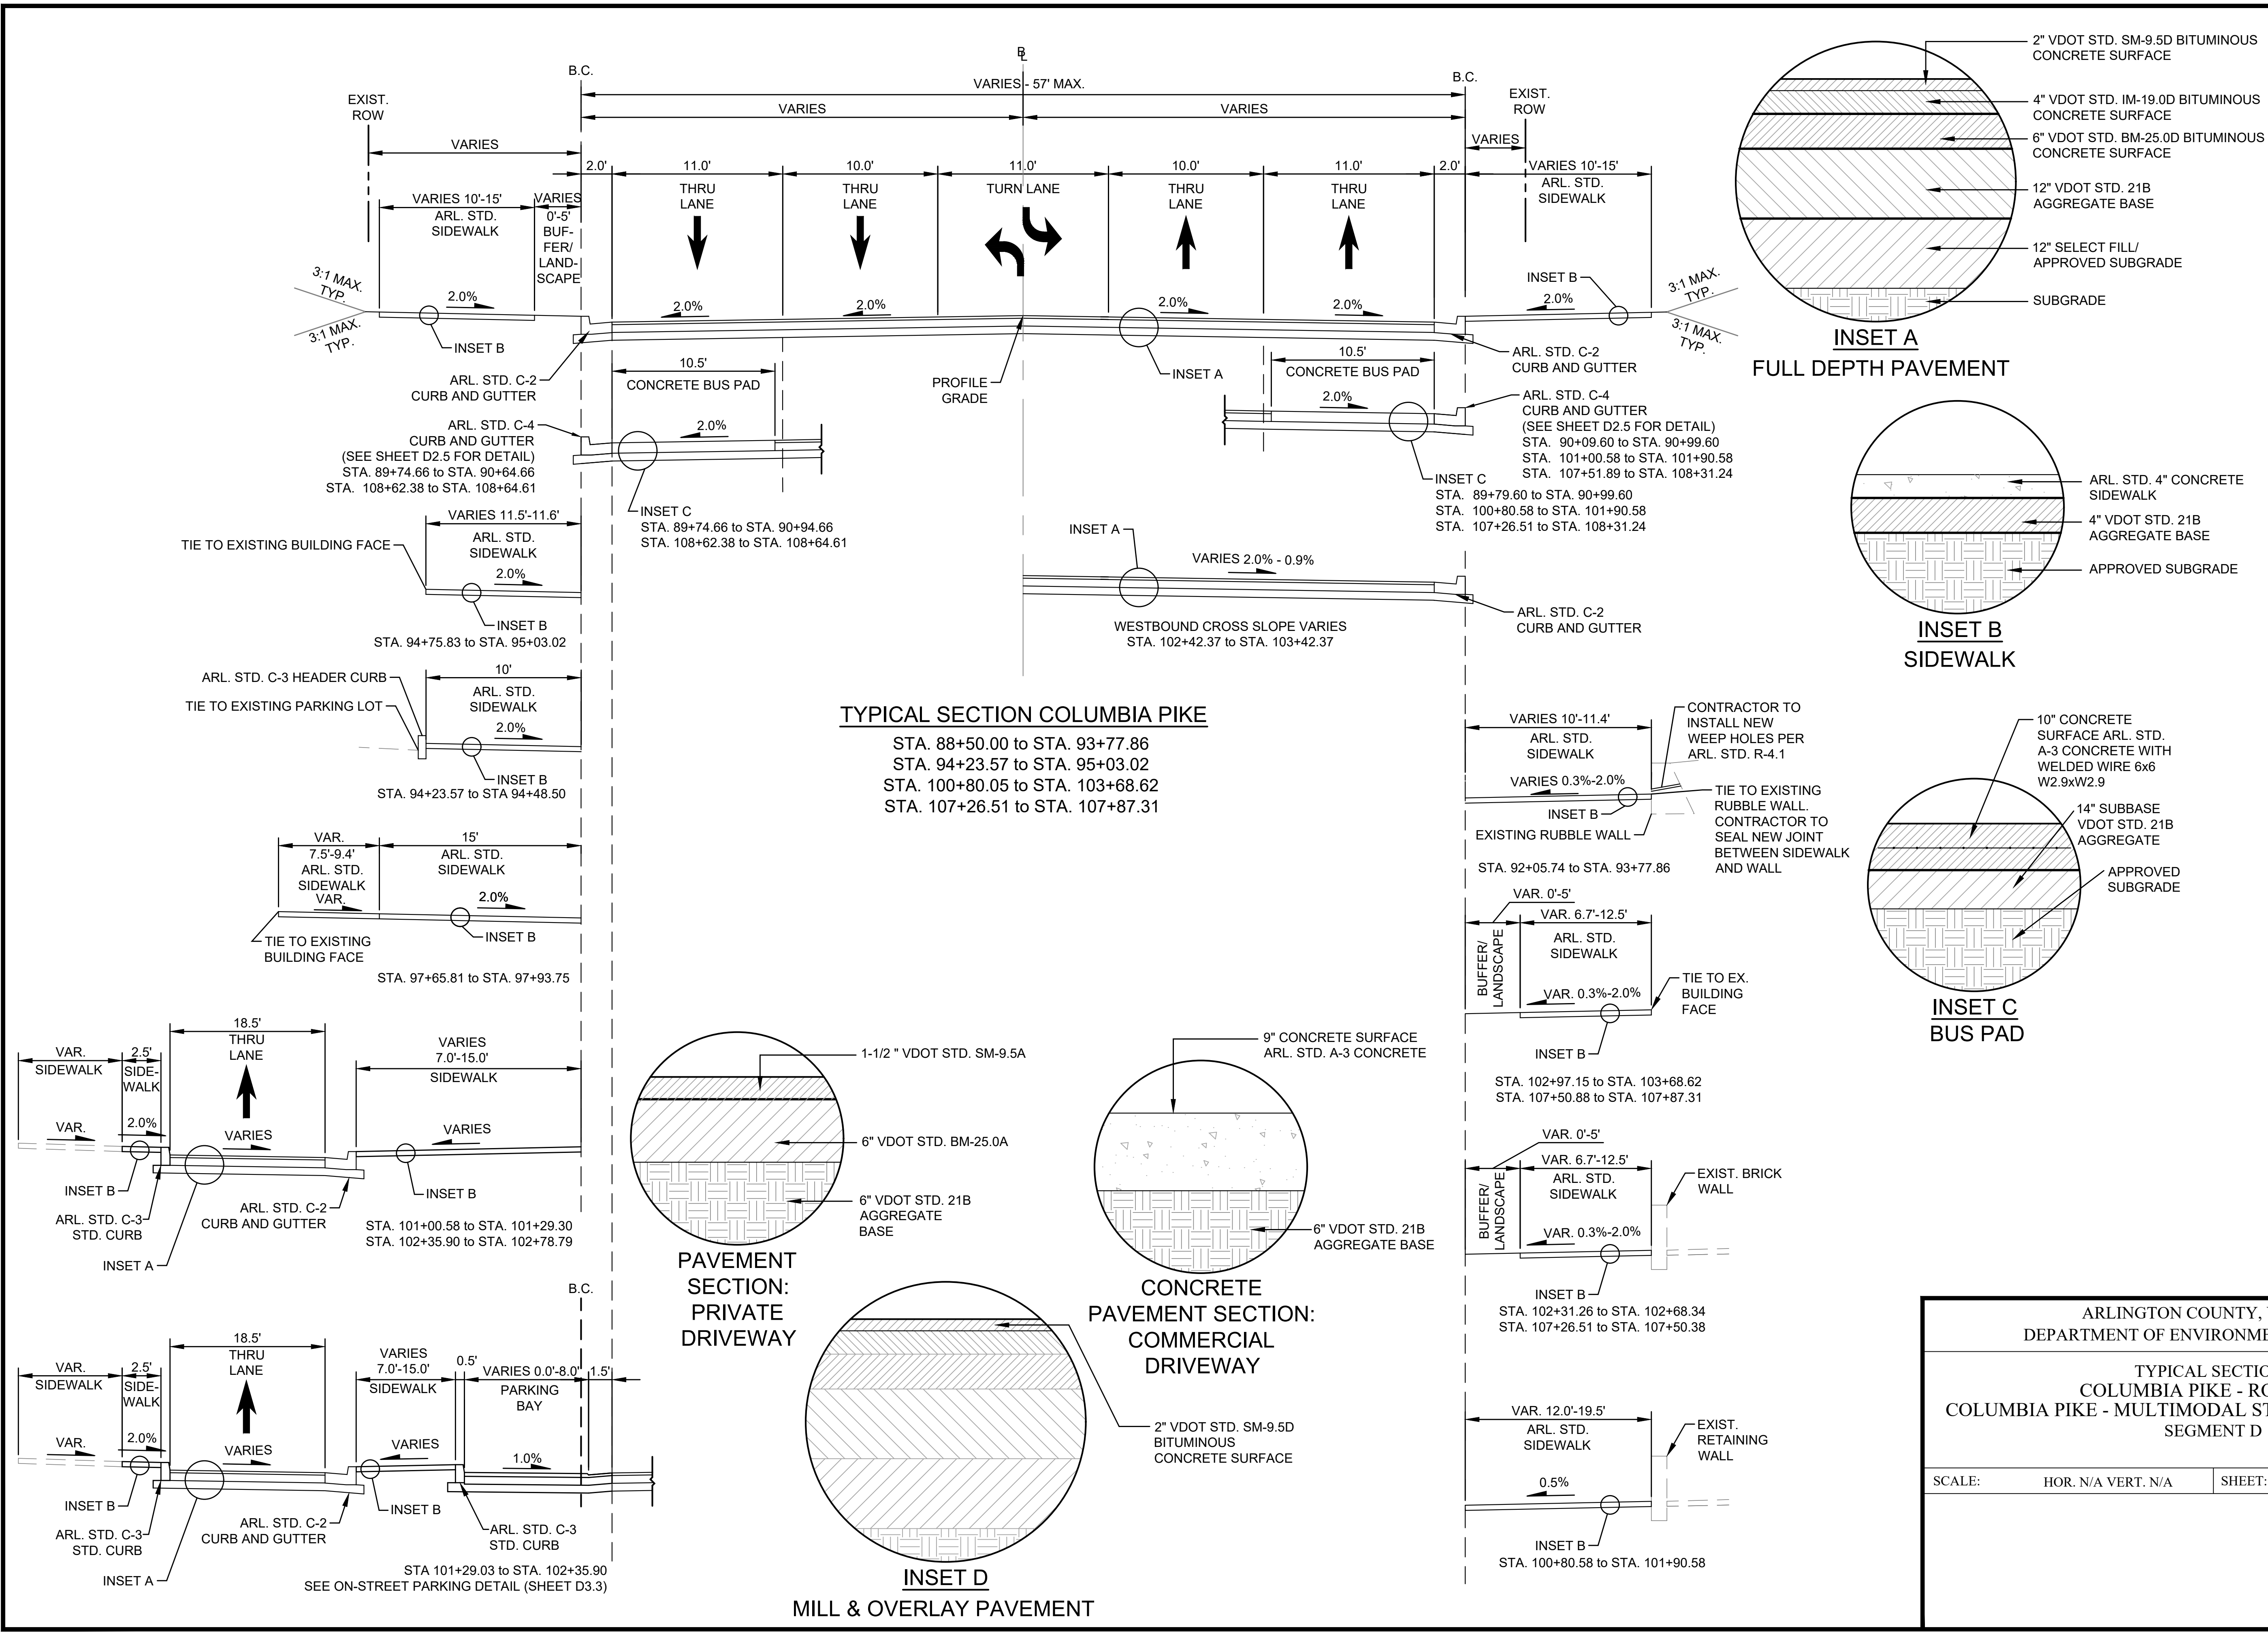 B.C.
BL
B.C.
VARIES - 57' MAX.
EXIST.
ROW
EXIST.
ROW
VARIES
VARIES
VARIES
VARIES
2.0'
11.0'
10.0'
11.0'
10.0'
11.0'
2.0'
VARIES 10'-15'
ARL. STD.
SIDEWALK
THRU
LANE
THRU
LANE
TURN LANE
THRU
LANE
THRU
LANE
VARIES 10'-15'
ARL. STD.
SIDEWALK
VARIES
0'-5'
BUF-
FER/
LAND-
SCAPE
3:1 MAX.
TYP.
3:1 MAX.
TYP.
2.0%
2.0%
2.0%
2.0%
2.0%
2.0%
INSET B
3:1 MAX.
TYP.
3:1 MAX.
TYP.
INSET B
ARL. STD. C-2
CURB AND GUTTER
10.5'
CONCRETE BUS PAD
PROFILE
GRADE
INSET A
10.5'
CONCRETE BUS PAD
2.0%
ARL. STD. C-2
CURB AND GUTTER
ARL. STD. C-4
CURB AND GUTTER
(SEE SHEET D2.5 FOR DETAIL)
STA. 89+74.66 to STA. 90+64.66
STA. 108+62.38 to STA. 108+64.61
2.0%
INSET C
STA. 89+74.66 to STA. 90+94.66
STA. 108+62.38 to STA. 108+64.61
ARL. STD. C-4
CURB AND GUTTER
(SEE SHEET D2.5 FOR DETAIL)
STA. 90+09.60 to STA. 90+99.60
STA. 101+00.58 to STA. 101+90.58
STA. 107+51.89 to STA. 108+31.24
INSET C
STA. 89+79.60 to STA. 90+99.60
STA. 100+80.58 to STA. 101+90.58
STA. 107+26.51 to STA. 108+31.24
VARIES 11.5'-11.6'
ARL. STD.
SIDEWALK
TIE TO EXISTING BUILDING FACE
2.0%
INSET B
STA. 94+75.83 to STA. 95+03.02
INSET A
VARIES 2.0% - 0.9%
ARL. STD. C-2
CURB AND GUTTER
WESTBOUND CROSS SLOPE VARIES
STA. 102+42.37 to STA. 103+42.37
10'
ARL. STD.
SIDEWALK
ARL. STD. C-3 HEADER CURB
TIE TO EXISTING PARKING LOT
2.0%
INSET B
STA. 94+23.57 to STA 94+48.50
TYPICAL SECTION COLUMBIA PIKE
STA. 88+50.00 to STA. 93+77.86
STA. 94+23.57 to STA. 95+03.02
STA. 100+80.05 to STA. 103+68.62
STA. 107+26.51 to STA. 107+87.31
VARIES 10'-11.4'
ARL. STD.
SIDEWALK
CONTRACTOR TO
INSTALL NEW
WEEP HOLES PER
ARL. STD. R-4.1
VARIES 0.3%-2.0%
INSET B
EXISTING RUBBLE WALL
TIE TO EXISTING
RUBBLE WALL.
CONTRACTOR TO
SEAL NEW JOINT
BETWEEN SIDEWALK
AND WALL
STA. 92+05.74 to STA. 93+77.86
VAR.
7.5'-9.4'
ARL. STD.
SIDEWALK
VAR.
15'
ARL. STD.
SIDEWALK
2.0%
INSET B
TIE TO EXISTING
BUILDING FACE
STA. 97+65.81 to STA. 97+93.75
VAR. 0'-5'
VAR. 6.7'-12.5'
BUFFER/
LANDSCAPE
ARL. STD.
SIDEWALK
VAR. 0.3%-2.0%
TIE TO EX.
BUILDING
FACE
INSET B
STA. 102+97.15 to STA. 103+68.62
STA. 107+50.88 to STA. 107+87.31
VAR.
SIDEWALK
2.5'
SIDE-
WALK
18.5'
THRU
LANE
VARIES
7.0'-15.0'
SIDEWALK
VAR.
2.0%
VARIES
VARIES
INSET B
ARL. STD. C-3
STD. CURB
INSET A
ARL. STD. C-2
CURB AND GUTTER
INSET B
STA. 101+00.58 to STA. 101+29.30
STA. 102+35.90 to STA. 102+78.79
1-1/2 " VDOT STD. SM-9.5A
6" VDOT STD. BM-25.0A
6" VDOT STD. 21B
AGGREGATE
BASE
PAVEMENT
SECTION:
PRIVATE
DRIVEWAY
9" CONCRETE SURFACE
ARL. STD. A-3 CONCRETE
6" VDOT STD. 21B
AGGREGATE BASE
CONCRETE
PAVEMENT SECTION:
COMMERCIAL
DRIVEWAY
VAR. 0'-5'
VAR. 6.7'-12.5'
BUFFER/
LANDSCAPE
ARL. STD.
SIDEWALK
VAR. 0.3%-2.0%
EXIST. BRICK
WALL
INSET B
STA. 102+31.26 to STA. 102+68.34
STA. 107+26.51 to STA. 107+50.38
B.C.
VAR.
SIDEWALK
2.5'
SIDE-
WALK
18.5'
THRU
LANE
VARIES
7.0'-15.0'
SIDEWALK
0.5'
VARIES 0.0'-8.0'
PARKING
BAY
1.5'
VAR.
2.0%
VARIES
VARIES
1.0%
INSET B
ARL. STD. C-3
STD. CURB
INSET A
ARL. STD. C-2
CURB AND GUTTER
INSET B
ARL. STD. C-3
STD. CURB
STA 101+29.03 to STA. 102+35.90
SEE ON-STREET PARKING DETAIL (SHEET D3.3)
2" VDOT STD. SM-9.5D
BITUMINOUS
CONCRETE SURFACE
INSET D
MILL & OVERLAY PAVEMENT
VAR. 12.0'-19.5'
ARL. STD.
SIDEWALK
0.5%
EXIST.
RETAINING
WALL
INSET B
STA. 100+80.58 to STA. 101+90.58
2" VDOT STD. SM-9.5D BITUMINOUS
CONCRETE SURFACE
4" VDOT STD. IM-19.0D BITUMINOUS
CONCRETE SURFACE
6" VDOT STD. BM-25.0D BITUMINOUS
CONCRETE SURFACE
12" VDOT STD. 21B
AGGREGATE BASE
12" SELECT FILL/
APPROVED SUBGRADE
SUBGRADE
INSET A
FULL DEPTH PAVEMENT
ARL. STD. 4" CONCRETE
SIDEWALK
4" VDOT STD. 21B
AGGREGATE BASE
APPROVED SUBGRADE
INSET B
SIDEWALK
10" CONCRETE
SURFACE ARL. STD.
A-3 CONCRETE WITH
WELDED WIRE 6x6
W2.9xW2.9
14" SUBBASE
VDOT STD. 21B
AGGREGATE
APPROVED
SUBGRADE
INSET C
BUS PAD
ARLINGTON COUNTY,
DEPARTMENT OF ENVIRONME
TYPICAL SECTIO
COLUMBIA PIKE - RO
COLUMBIA PIKE - MULTIMODAL ST
SEGMENT D
SCALE: HOR. N/A VERT. N/A SHEET: